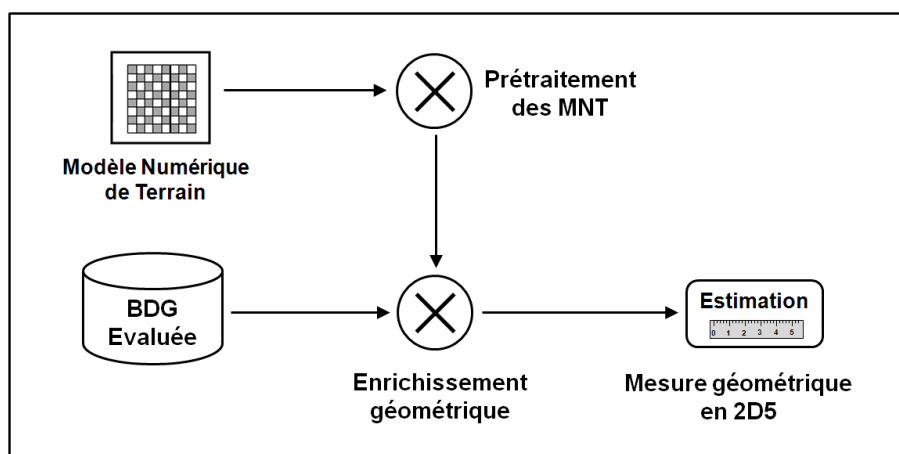 Prétraitement
des MNT
Modèle Numérique
de Terrain
BDG
Evaluée
Estimation
0 1 2 3 4 5
Enrichissement
géométrique
Mesure géométrique
en 2D5